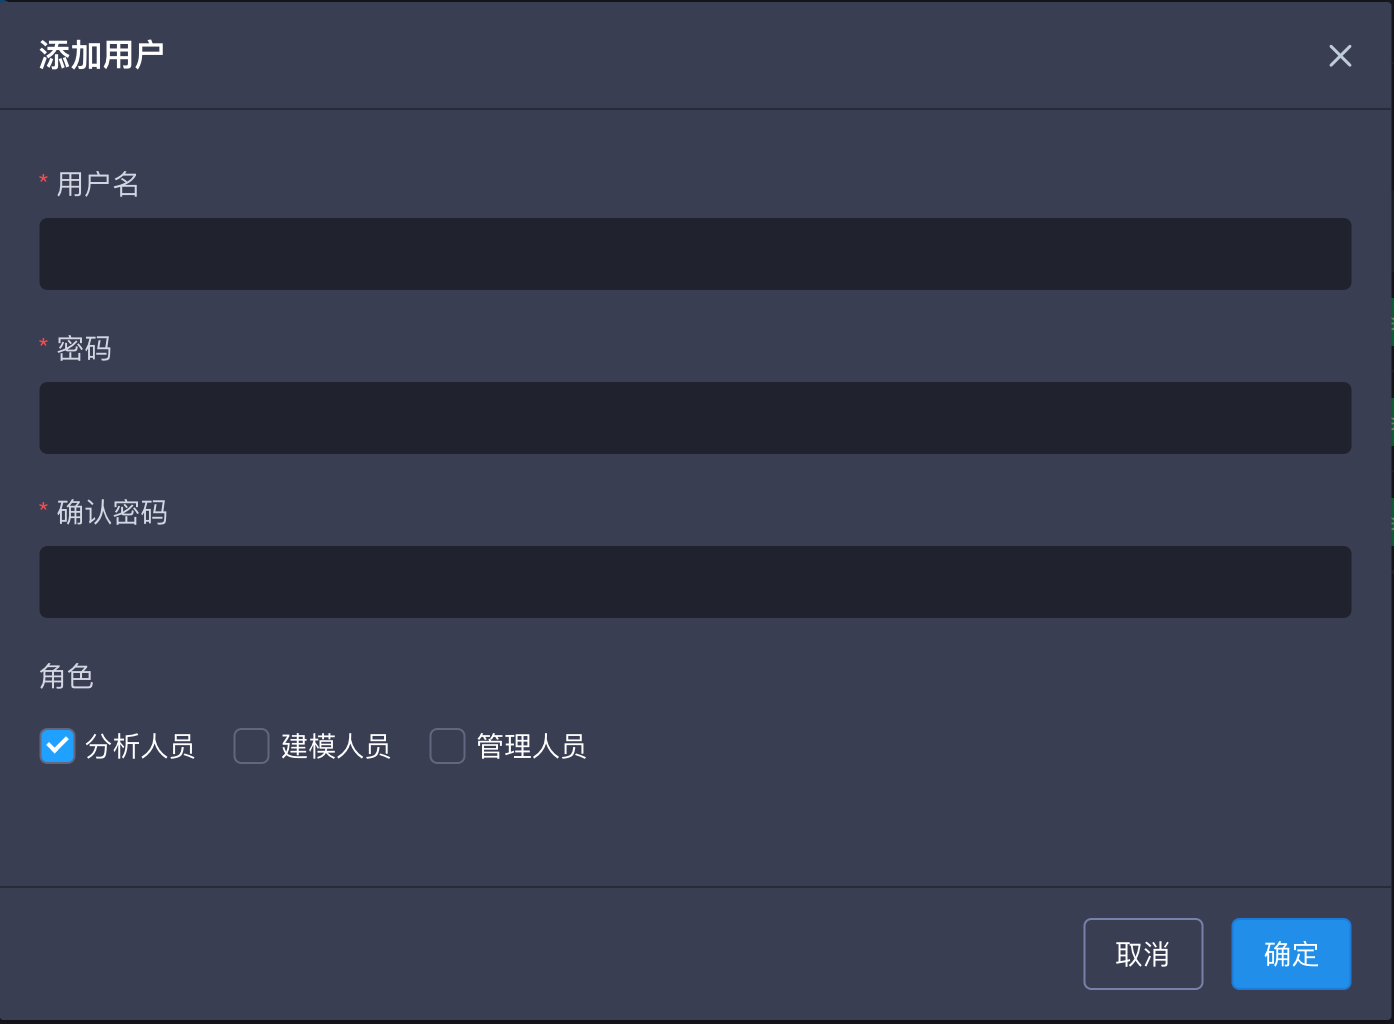 添加用户
* 用户名
* 密码
* 确认密码
角色
分析人员 建模人员 管理人员
取消 确定